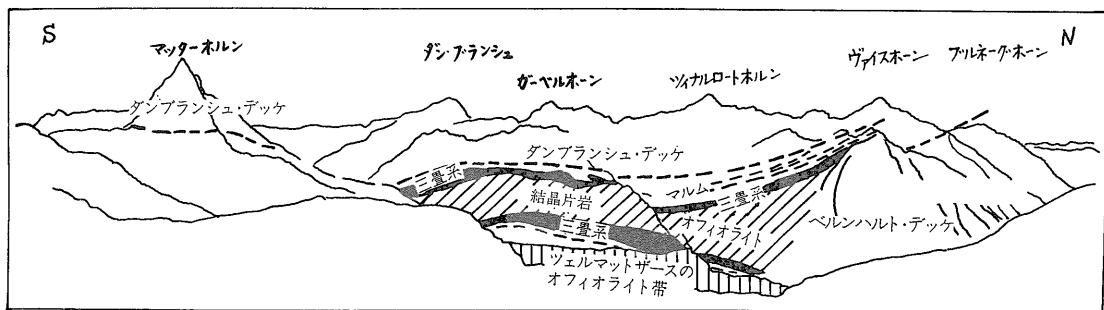 S
N
マッターホルン
ダン・ブランシュ
ガーベルホーン
ツィナルロートホルン
ヴァイスホーン
ブルネーグホーン
ダンブランシュ・デッケ
ダンブランシュ・デッケ
三畳系
結晶片岩
マルム
三畳系
オフィオライト
ベルンハルト・デッケ
三畳系
ツェルマットザースの
オフィオライト帯